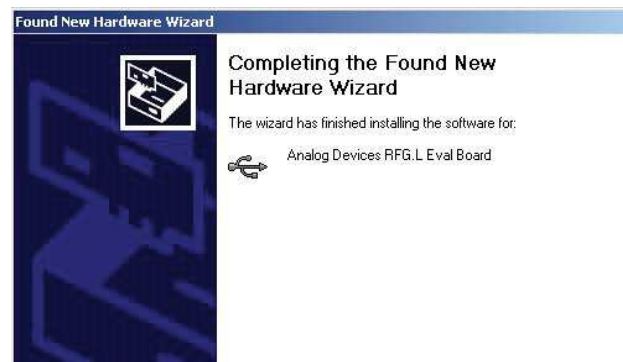 Found New Hardware Wizard
Completing the Found New
Hardware Wizard
The wizard has finished installing the software for:
Analog Devices RFG.L Eval Board